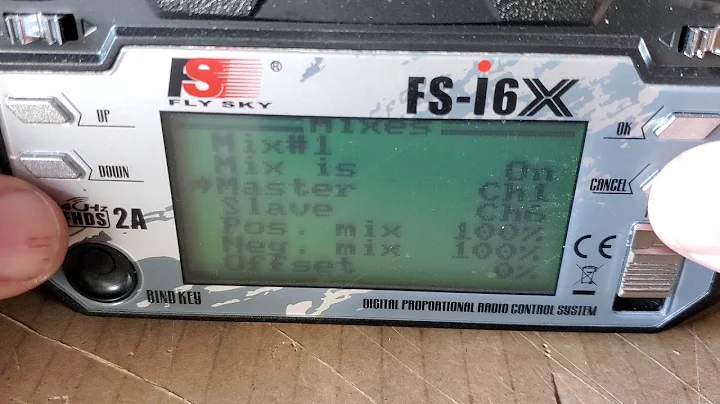 FS ®
FLY SKY
FS-i6X
UP
DOWN
OK
CANCEL
2A
BIND KEY
Mixes
Mix#1
Mix is On
➔Master Ch1
Slave Ch6
Pos. mix 100%
Neg. mix 100%
Offset 0%
CE
DIGITAL PROPORTIONAL RADIO CONTROL SYSTEM